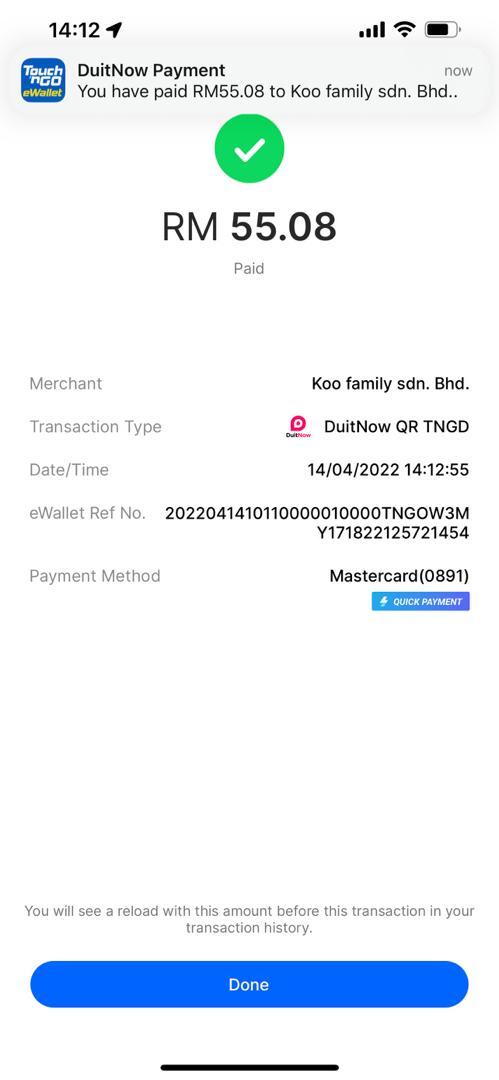 14:12
Touch 'nGO eWallet
DuitNow Payment
now
You have paid RM55.08 to Koo family sdn. Bhd..
RM 55.08
Paid
Merchant
Koo family sdn. Bhd.
Transaction Type
DuitNow
DuitNow QR TNGD
Date/Time
14/04/2022 14:12:55
eWallet Ref No.
2022041410110000010000TNGOW3M
Y171822125721454
Payment Method
Mastercard(0891)
QUICK PAYMENT
You will see a reload with this amount before this transaction in your
transaction history.
Done